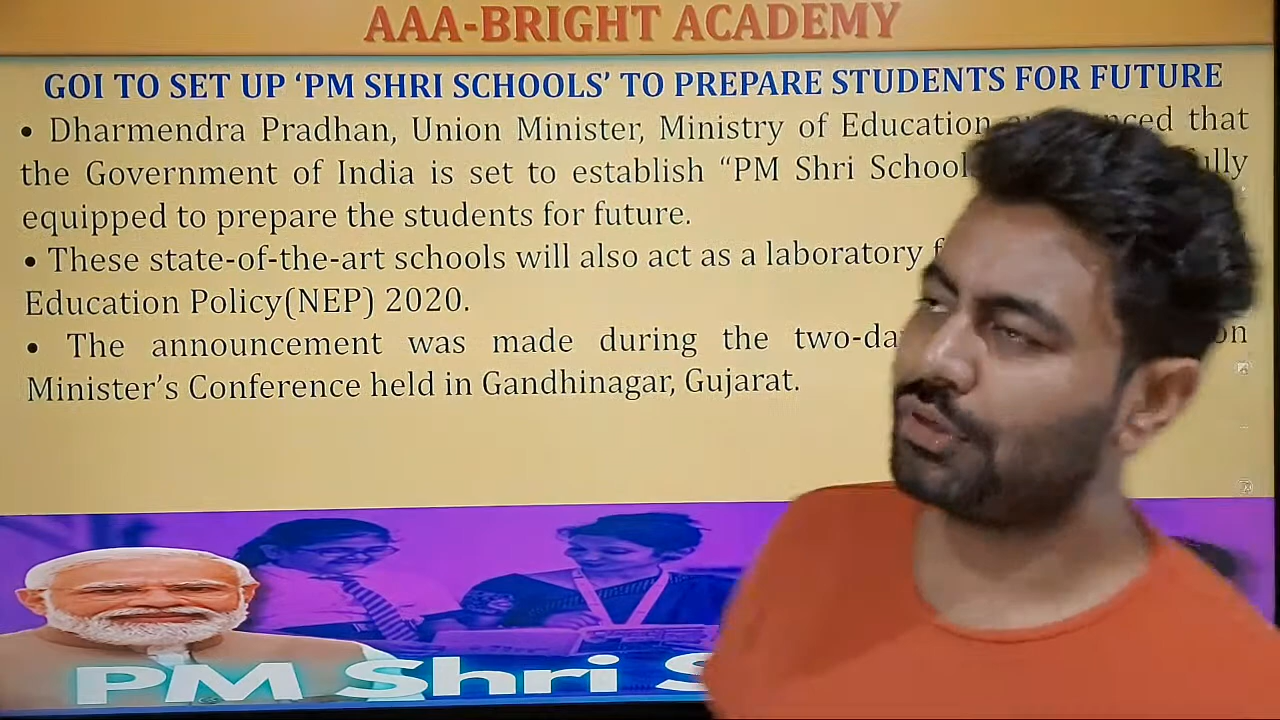 AAA-BRIGHT ACADEMY
GOI TO SET UP ‘PM SHRI SCHOOLS’ TO PREPARE STUDENTS FOR FUTURE
• Dharmendra Pradhan, Union Minister, Ministry of Education that
the Government of India is set to establish “PM Shri
equipped to prepare the students for future.
• These state-of-the-art schools will also act as a laboratory
Education Policy(NEP) 2020.
• The announcement was made during the
Minister’s Conference held in Gandhinagar, Gujarat.
PM Shri